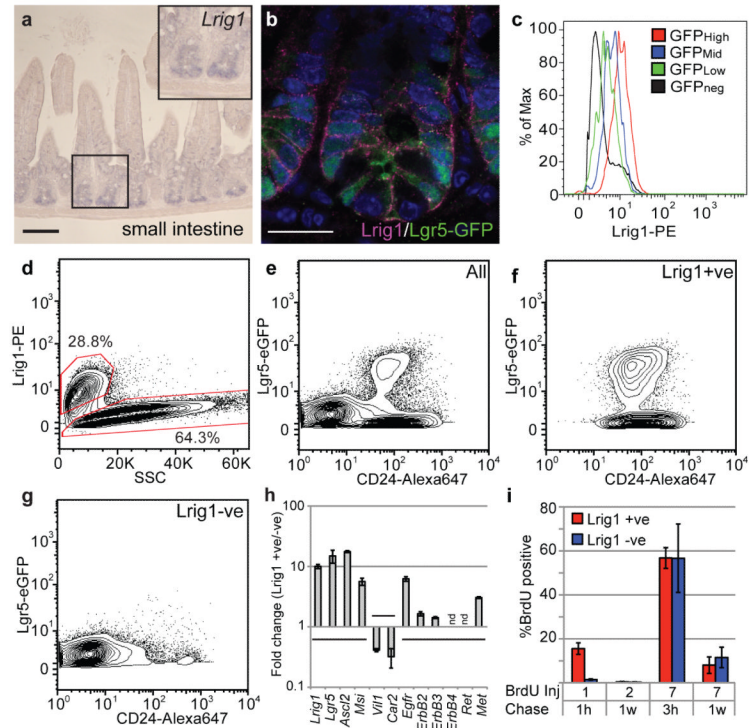 a
Lrig1
small intestine
b
Lrig1/Lgr5-GFP
c
% of Max
100
80
60
40
20
0
GFPHigh
GFPMid
GFPLow
GFPneg
0 10¹ 10² 10³
Lrig1-PE
d
Lrig1-PE
10³
10²
10¹
0
28.8%
64.3%
0 20K 40K 60K
SSC
e
All
Lgr5-eGFP
10³
10²
10¹
0
10⁰ 10¹ 10² 10³ 10⁴
CD24-Alexa647
f
Lrig1+ve
Lgr5-eGFP
10³
10²
10¹
0
10⁰ 10¹ 10² 10³ 10⁴
CD24-Alexa647
g
Lrig1-ve
Lgr5-eGFP
10³
10²
10¹
0
10⁰ 10¹ 10² 10³ 10⁴
CD24-Alexa647
h
Fold change (Lrig1 +ve/-ve)
100
10
1
0.1
nd nd
Lrig1 Lgr5 Ascl2 Msi Vil1 Car2 Egfr ErbB2 ErbB3 ErbB4 Ret Met
i
%BrdU positive
80
60
40
20
Lrig1 +ve
Lrig1 -ve
BrdU Inj 1 2 7 7
Chase 1h 1w 3h 1w